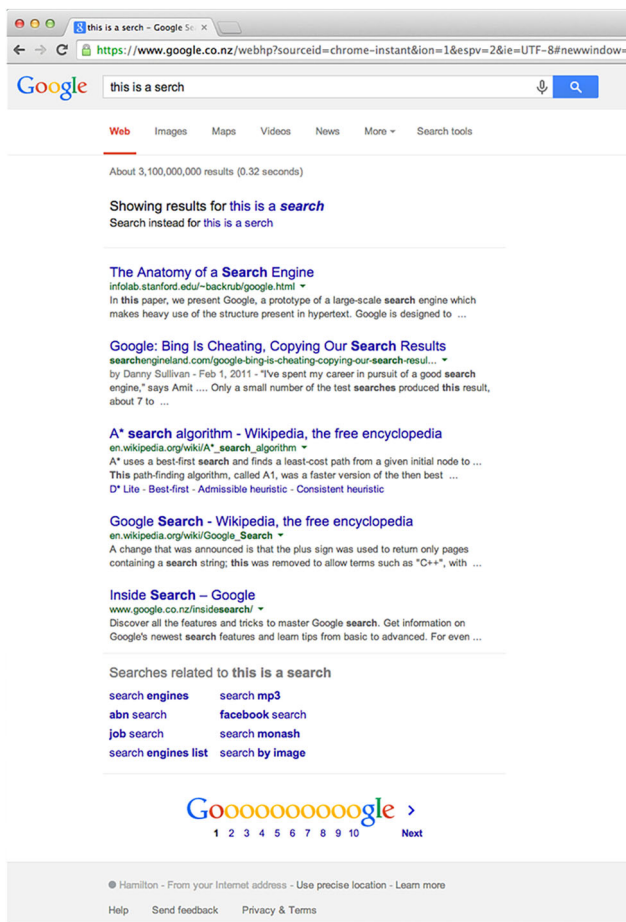 this is a serch – Google Se
https://www.google.co.nz/webhp?sourceid=chrome-instant&ion=1&espv=2&ie=UTF-8#newwindow=
Google this is a serch
Web Images Maps Videos News More Search tools
About 3,100,000,000 results (0.32 seconds)
Showing results for this is a search
Search instead for this is a serch
The Anatomy of a Search Engine
infolab.stanford.edu/~backrub/google.html
In this paper, we present Google, a prototype of a large-scale search engine which
makes heavy use of the structure present in hypertext. Google is designed to ...
Google: Bing Is Cheating, Copying Our Search Results
searchengineland.com/google-bing-is-cheating-copying-our-search-resul...
by Danny Sullivan - Feb 1, 2011 - "I've spent my career in pursuit of a good search
engine," says Amit .... Only a small number of the test searches produced this result,
about 7 to ...
A* search algorithm - Wikipedia, the free encyclopedia
en.wikipedia.org/wiki/A*_search_algorithm
A* uses a best-first search and finds a least-cost path from a given initial node to ...
This path-finding algorithm, called A1, was a faster version of the then best ...
D* Lite - Best-first - Admissible heuristic - Consistent heuristic
Google Search - Wikipedia, the free encyclopedia
en.wikipedia.org/wiki/Google_Search
A change that was announced is that the plus sign was used to return only pages
containing a search string; this was removed to allow terms such as "C++", with ...
Inside Search – Google
www.google.co.nz/insidesearch/
Discover all the features and tricks to master Google search. Get information on
Google's newest search features and learn tips from basic to advanced. For even ...
Searches related to this is a search
search engines search mp3
abn search facebook search
job search search monash
search engines list search by image
Goooooooooogle >
1 2 3 4 5 6 7 8 9 10 Next
Hamilton - From your Internet address - Use precise location - Learn more
Help Send feedback Privacy & Terms